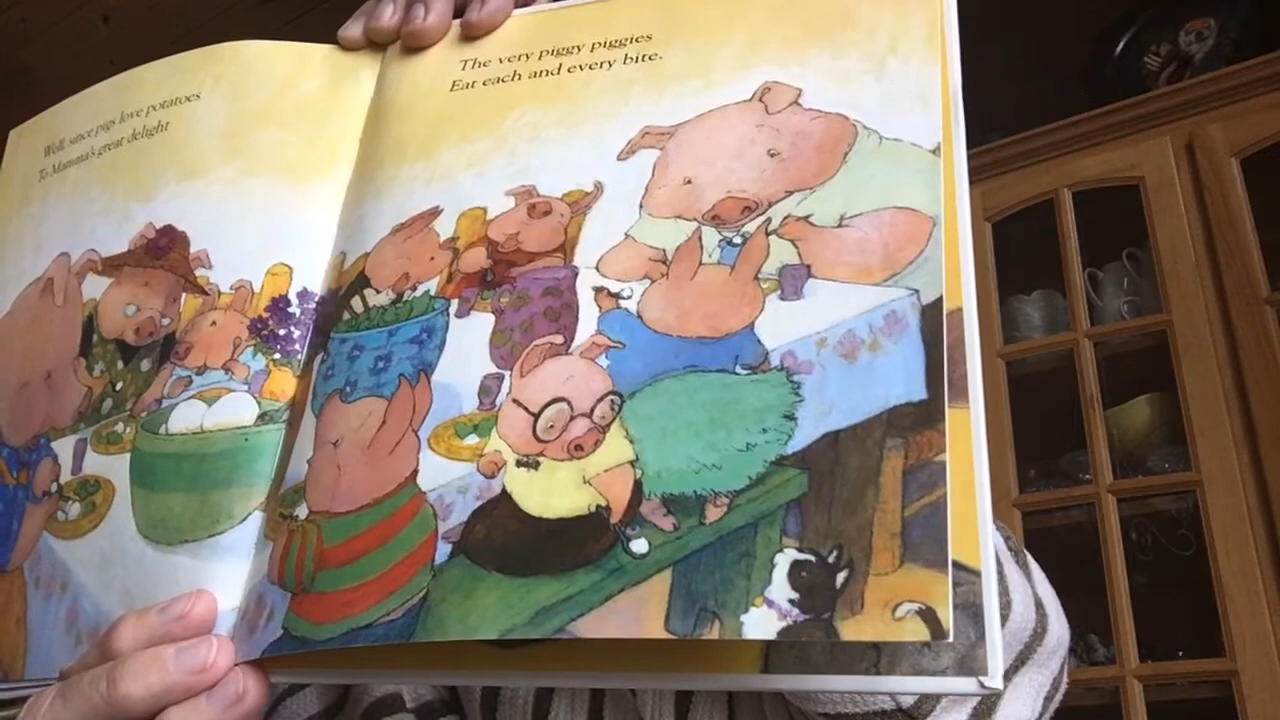 Well, since pigs love potatoes
To Mamma's great delight
The very piggy piggies
Eat each and every bite.